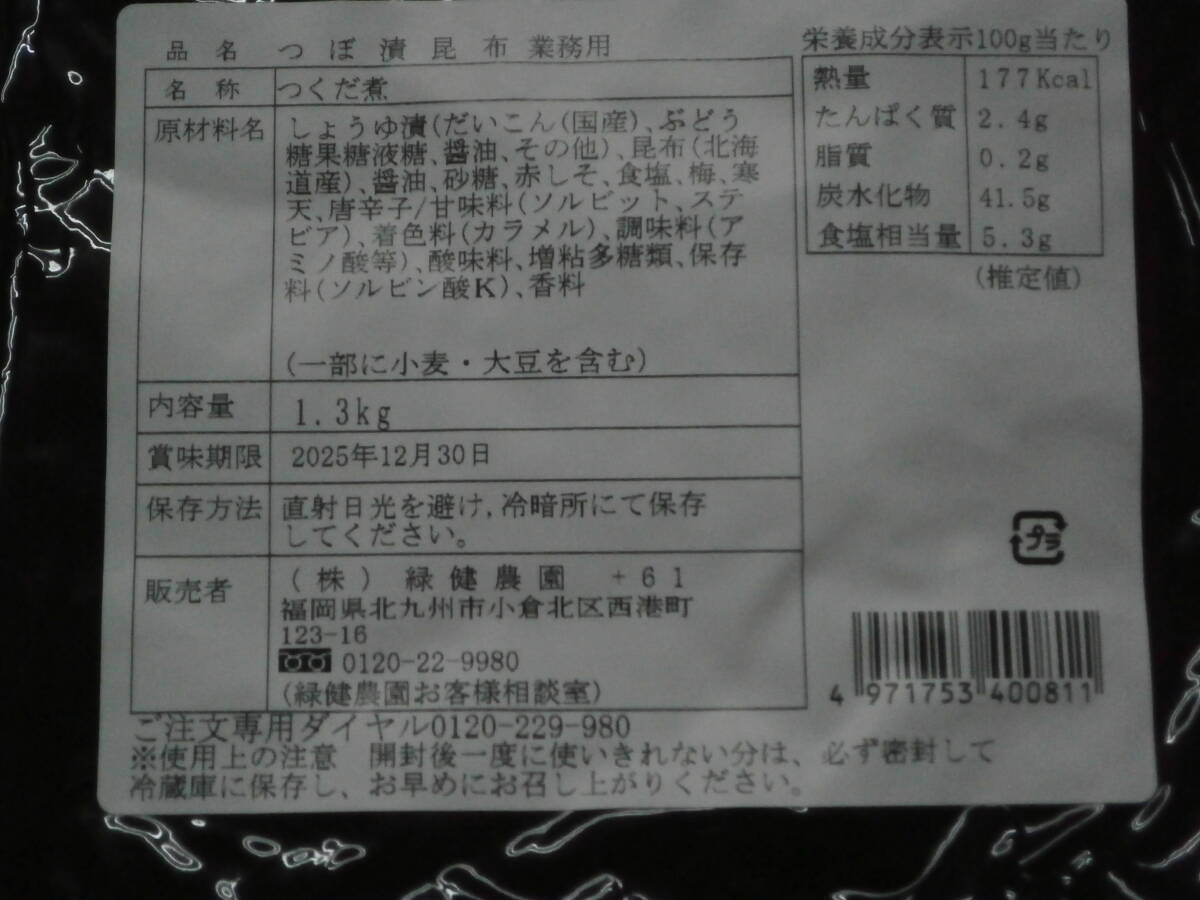 品名 つぼ漬昆布業務用
名称 つくだ煮
原材料名 しょうゆ漬(だいこん(国産)、ぶどう
糖果糖液糖、醤油、その他)、昆布(北海
道産)、醤油、砂糖、赤しそ、食塩、梅、寒
天、唐辛子/甘味料(ソルビット、ステ
ビア)、着色料(カラメル)、調味料(ア
ミノ酸等)、酸味料、増粘多糖類、保存
料(ソルビン酸K)、香料
(一部に小麦・大豆を含む)
内容量 1.3kg
賞味期限 2025年12月30日
保存方法 直射日光を避け,冷暗所にて保存
してください。
販売者 (株) 緑健農園 +61
福岡県北九州市小倉北区西港町
123-16
0120-22-9980
(緑健農園お客様相談室)
ご注文専用ダイヤル0120-229-980
※使用上の注意 開封後一度に使いきれない分は、必ず密封して
冷蔵庫に保存し、お早めにお召し上がりください。
栄養成分表示100g当たり
熱量 177Kcal
たんぱく質 2.4g
脂質 0.2g
炭水化物 41.5g
食塩相当量 5.3g
(推定値)
プラ
4 971753 400811